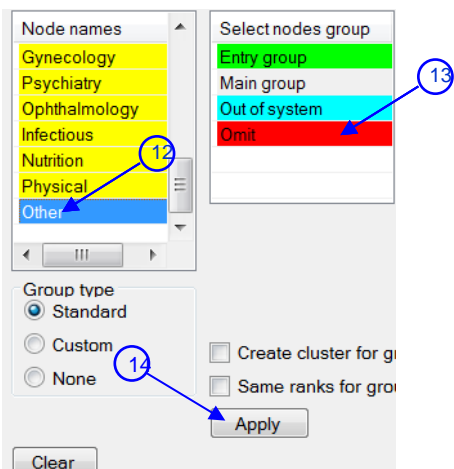 Node names
Gynecology
Psychiatry
Ophthalmology
Infectious
Nutrition
Physical
Other
12
Select nodes group
Entry group
Main group
Out of system
Omit
13
Group type
Standard
Custom
None
14
Create cluster for g
Same ranks for grou
Apply
Clear